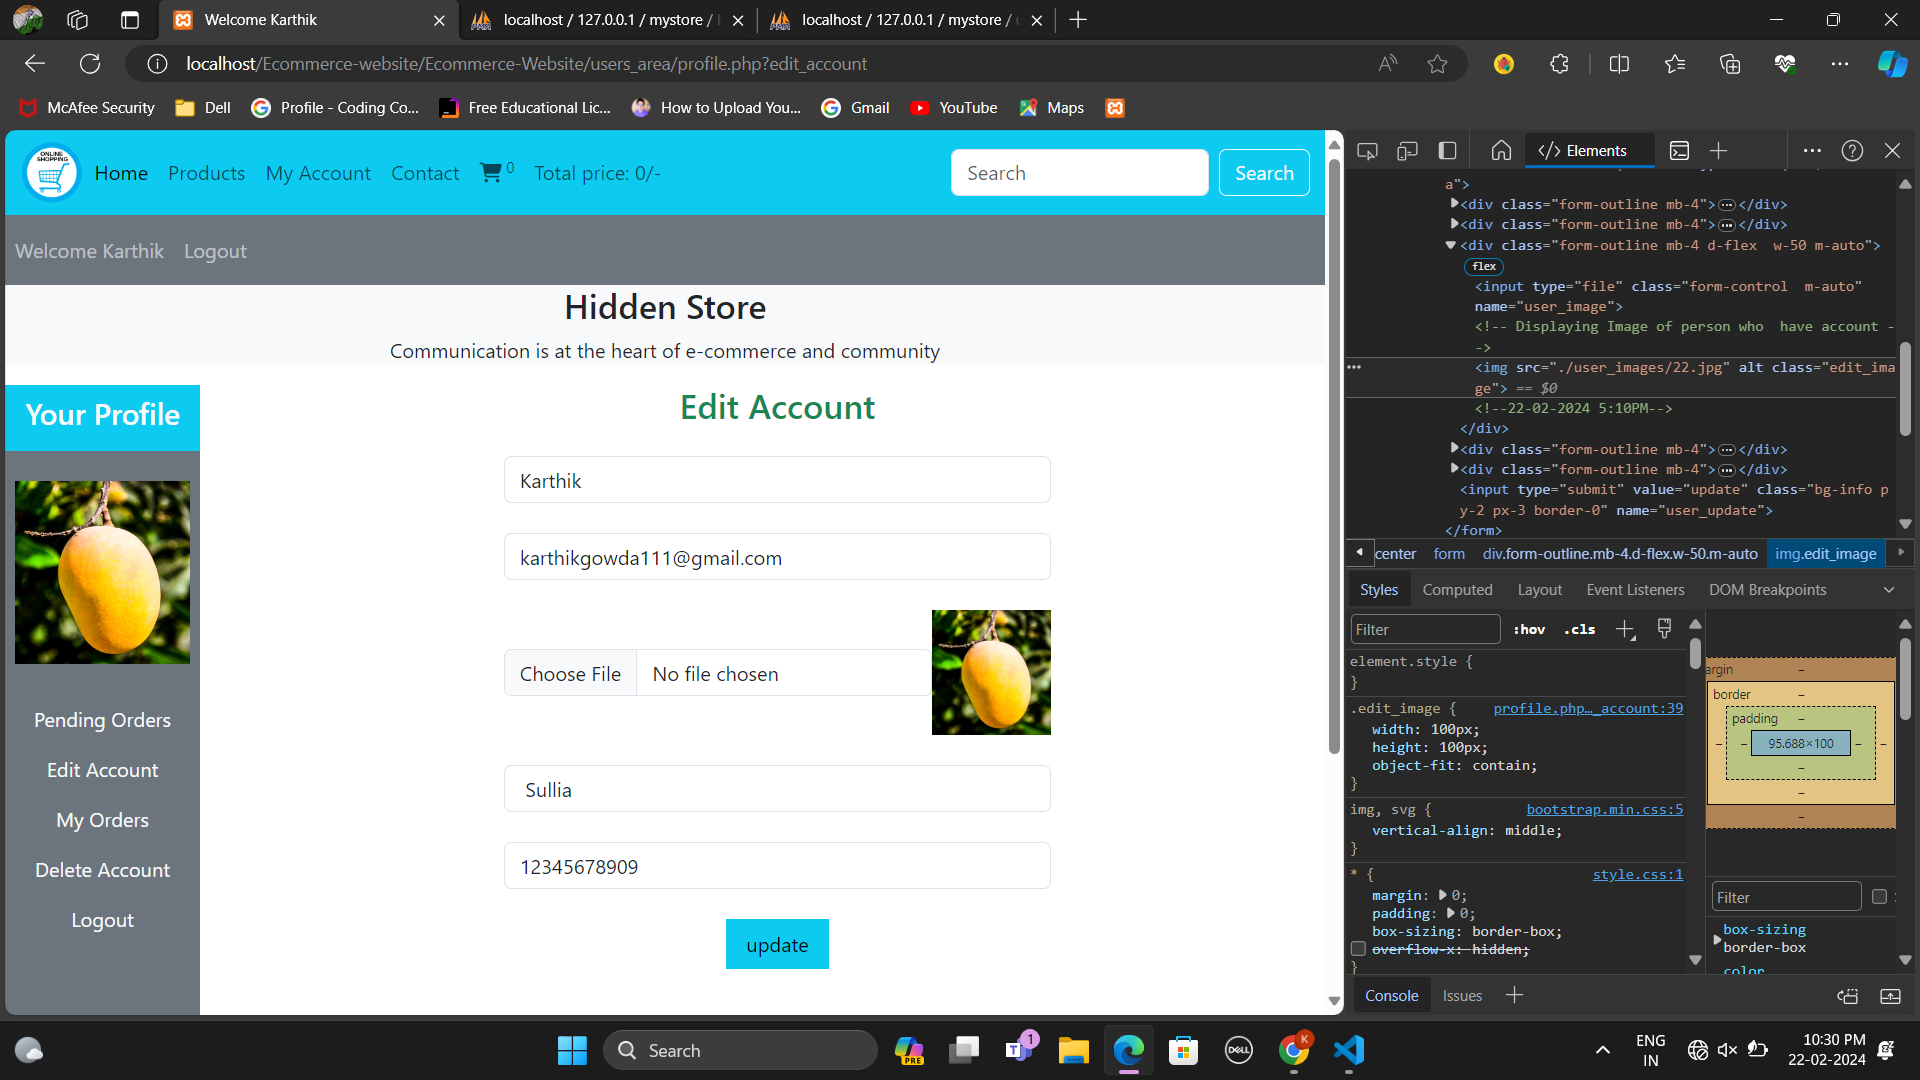 Welcome Karthik
localhost / 127.0.0.1 / mystore /
localhost / 127.0.0.1 / mystore /
localhost/Ecommerce-website/Ecommerce-Website/users_area/profile.php?edit_account
McAfee Security
Dell
Profile - Coding Co...
Free Educational Lic...
How to Upload You...
Gmail
YouTube
Maps
ONLINE
SHOPPING
Home
Products
My Account
Contact
0
Total price: 0/-
Search
Search
Welcome Karthik
Logout
Hidden Store
Communication is at the heart of e-commerce and community
Your Profile
Pending Orders
Edit Account
My Orders
Delete Account
Logout
Edit Account
Karthik
karthikgowda111@gmail.com
Choose File
No file chosen
Sullia
12345678909
update
Elements
a">
<div class="form-outline mb-4">…</div>
<div class="form-outline mb-4">…</div>
<div class="form-outline mb-4 d-flex  w-50 m-auto">
flex
<input type="file" class="form-control  m-auto"
name="user_image">
<!-- Displaying Image of person who  have account -
->
<img src="./user_images/22.jpg" alt class="edit_ima
ge"> == $0
<!--22-02-2024 5:10PM-->
</div>
<div class="form-outline mb-4">…</div>
<div class="form-outline mb-4">…</div>
<input type="submit" value="update" class="bg-info p
y-2 px-3 border-0" name="user_update">
</form>
center
form
div.form-outline.mb-4.d-flex.w-50.m-auto
img.edit_image
Styles
Computed
Layout
Event Listeners
DOM Breakpoints
Filter
:hov
.cls
element.style {
}
.edit_image {
profile.php…_account:39
width: 100px;
height: 100px;
object-fit: contain;
}
img, svg {
bootstrap.min.css:5
vertical-align: middle;
}
* {
style.css:1
margin: 0;
padding: 0;
box-sizing: border-box;
overflow-x: hidden;
}
argin
–
border
–
padding
–
–
–
95.688×100
–
–
–
–
–
Filter
box-sizing
border-box
color
Console
Issues
Search
PRE
1
DELL
K
ENG
IN
10:30 PM
22-02-2024